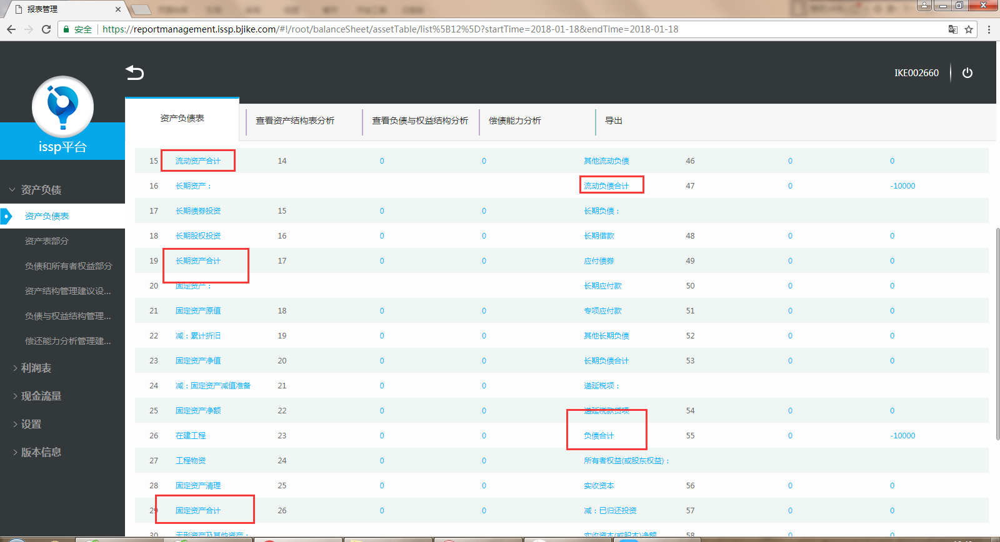 报表管理
安全 https://reportmanagement.issp.bjike.com/#!/root/balanceSheet/assetTable/list%5B12%5D?startTime=2018-01-18&endTime=2018-01-18
IKE002660
issp平台
资产负债
资产负债表
资产表部分
负债和所有者权益部分
资产结构管理建议设...
负债与权益结构管理...
偿还能力分析管理建...
利润表
现金流量
设置
版本信息
资产负债表 查看资产结构表分析 查看负债与权益结构分析 偿债能力分析 导出
15 流动资产合计 14 0 0 其他流动负债 46 0 0
16 长期资产： 流动负债合计 47 0 -10000
17 长期债券投资 15 0 0 长期负债：
18 长期股权投资 16 0 0 长期借款 48 0 0
19 长期资产合计 17 0 0 应付债券 49 0 0
20 固定资产： 长期应付款 50 0 0
21 固定资产原值 18 0 0 专项应付款 51 0 0
22 减：累计折旧 19 0 0 其他长期负债 52 0 0
23 固定资产净值 20 0 0 长期负债合计 53 0 0
24 减：固定资产减值准备 21 0 0 递延税项：
25 固定资产净额 22 0 0 递延税款贷项 54 0 0
26 在建工程 23 0 0 负债合计 55 0 -10000
27 工程物资 24 0 0 所有者权益(或股东权益)：
28 固定资产清理 25 0 0 实收资本 56 0 0
29 固定资产合计 26 0 0 减：已归还投资 57 0 0
30 无形资产及其他资产： 实收资本(或股本)净额 58 0 0